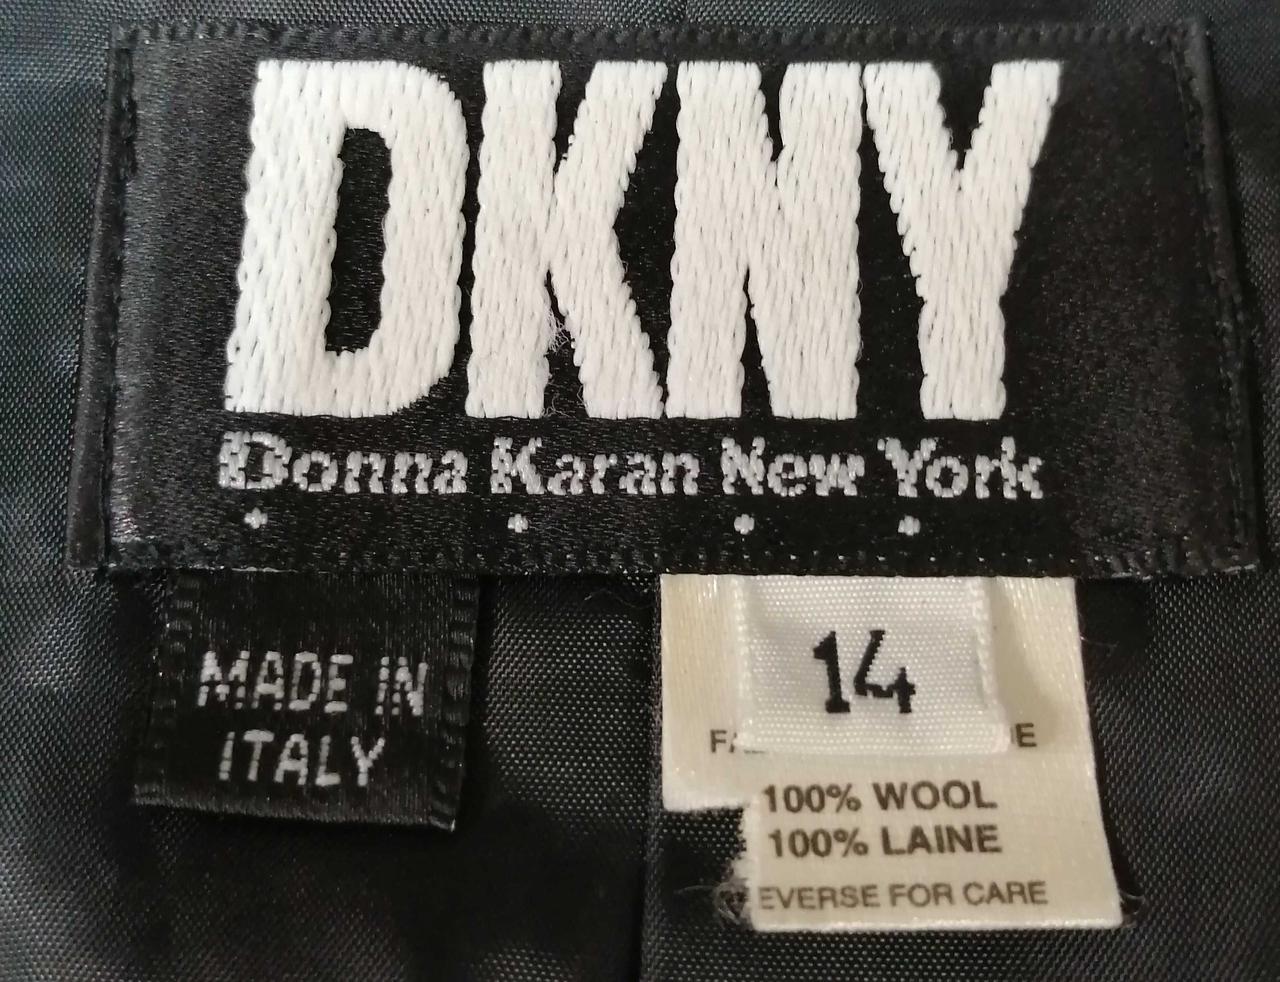 DKNY
Donna Karan New York
MADE IN
ITALY
14
100% WOOL
100% LAINE
EVERSE FOR CARE